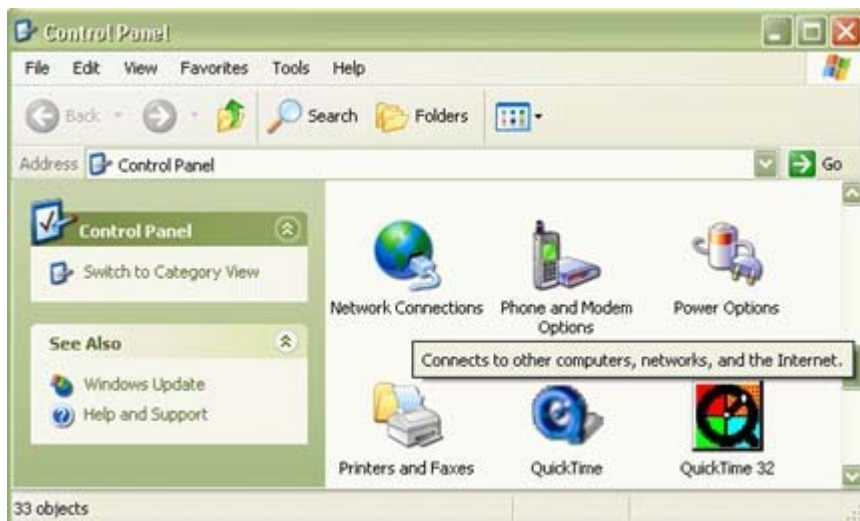 Control Panel
File Edit View Favorites Tools Help
Back Search Folders
Address Control Panel Go
Control Panel
Switch to Category View
See Also
Windows Update
Help and Support
Network Connections
Phone and Modem
Options
Power Options
Connects to other computers, networks, and the Internet.
Printers and Faxes
QuickTime
QuickTime 32
33 objects